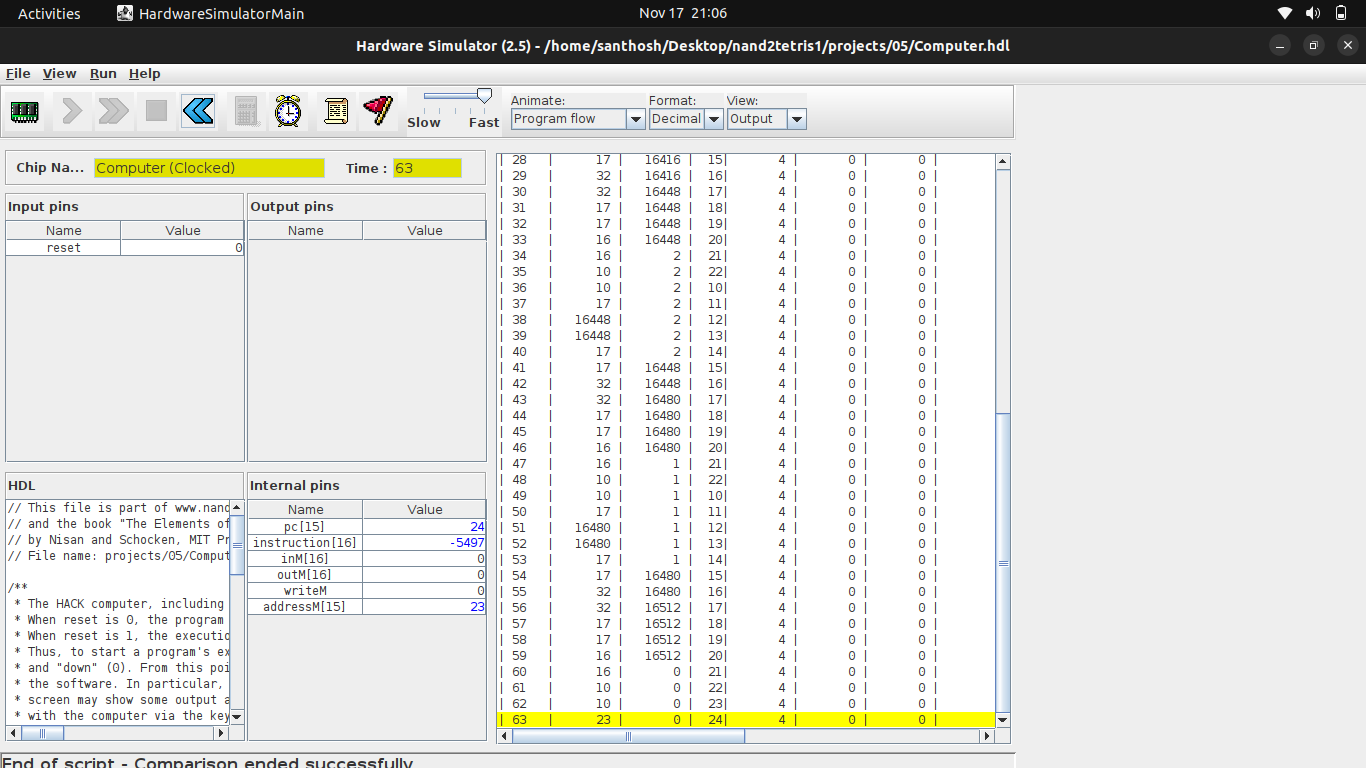 Activities HardwareSimulatorMain Nov 17 21:06
Hardware Simulator (2.5) - /home/santhosh/Desktop/nand2tetris1/projects/05/Computer.hdl
File View Run Help
Slow Fast
Animate: Format: View:
Program flow Decimal Output
Chip Na... Computer (Clocked) Time : 63
Input pins
Name Value
reset 0
Output pins
Name Value
HDL
// This file is part of www.nand
// and the book "The Elements of
// by Nisan and Schocken, MIT Pr
// File name: projects/05/Comput
/**
* The HACK computer, including
* When reset is 0, the program
* When reset is 1, the executio
* Thus, to start a program's ex
* and "down" (0). From this poi
* the software. In particular,
* screen may show some output a
* with the computer via the key
Internal pins
Name Value
pc[15] 24
instruction[16] -5497
inM[16] 0
outM[16] 0
writeM 0
addressM[15] 23
| 28 | 17 | 16416 | 15| 4 | 0 | 0 |
| 29 | 32 | 16416 | 16| 4 | 0 | 0 |
| 30 | 32 | 16448 | 17| 4 | 0 | 0 |
| 31 | 17 | 16448 | 18| 4 | 0 | 0 |
| 32 | 17 | 16448 | 19| 4 | 0 | 0 |
| 33 | 16 | 16448 | 20| 4 | 0 | 0 |
| 34 | 16 | 2 | 21| 4 | 0 | 0 |
| 35 | 10 | 2 | 22| 4 | 0 | 0 |
| 36 | 10 | 2 | 10| 4 | 0 | 0 |
| 37 | 17 | 2 | 11| 4 | 0 | 0 |
| 38 | 16448 | 2 | 12| 4 | 0 | 0 |
| 39 | 16448 | 2 | 13| 4 | 0 | 0 |
| 40 | 17 | 2 | 14| 4 | 0 | 0 |
| 41 | 17 | 16448 | 15| 4 | 0 | 0 |
| 42 | 32 | 16448 | 16| 4 | 0 | 0 |
| 43 | 32 | 16480 | 17| 4 | 0 | 0 |
| 44 | 17 | 16480 | 18| 4 | 0 | 0 |
| 45 | 17 | 16480 | 19| 4 | 0 | 0 |
| 46 | 16 | 16480 | 20| 4 | 0 | 0 |
| 47 | 16 | 1 | 21| 4 | 0 | 0 |
| 48 | 10 | 1 | 22| 4 | 0 | 0 |
| 49 | 10 | 1 | 10| 4 | 0 | 0 |
| 50 | 17 | 1 | 11| 4 | 0 | 0 |
| 51 | 16480 | 1 | 12| 4 | 0 | 0 |
| 52 | 16480 | 1 | 13| 4 | 0 | 0 |
| 53 | 17 | 1 | 14| 4 | 0 | 0 |
| 54 | 17 | 16480 | 15| 4 | 0 | 0 |
| 55 | 32 | 16480 | 16| 4 | 0 | 0 |
| 56 | 32 | 16512 | 17| 4 | 0 | 0 |
| 57 | 17 | 16512 | 18| 4 | 0 | 0 |
| 58 | 17 | 16512 | 19| 4 | 0 | 0 |
| 59 | 16 | 16512 | 20| 4 | 0 | 0 |
| 60 | 16 | 0 | 21| 4 | 0 | 0 |
| 61 | 10 | 0 | 22| 4 | 0 | 0 |
| 62 | 10 | 0 | 23| 4 | 0 | 0 |
| 63 | 23 | 0 | 24| 4 | 0 | 0 |
End of script - Comparison ended successfully